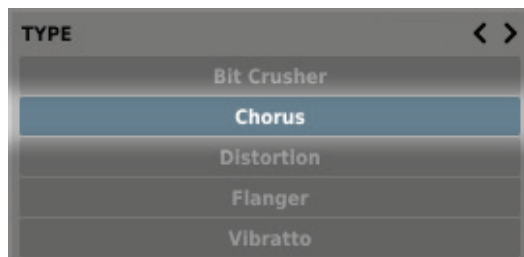 TYPE
Bit Crusher
Chorus
Distortion
Flanger
Vibratto